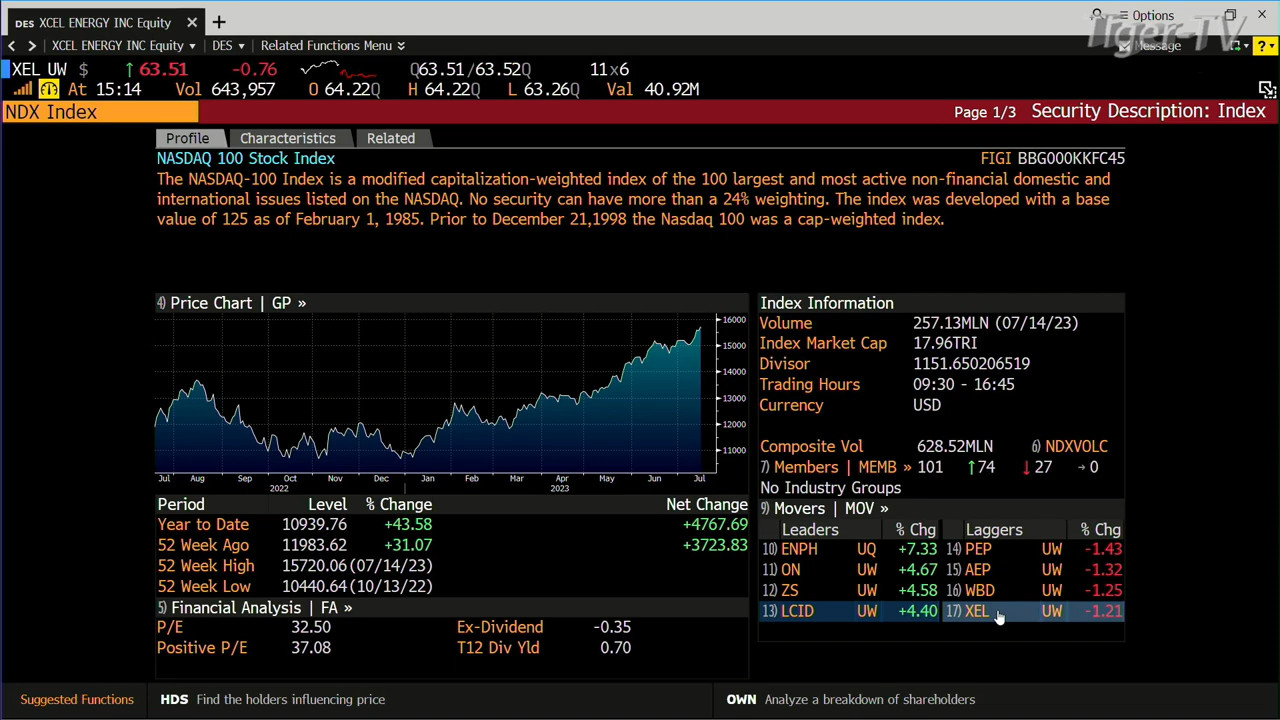 DES XCEL ENERGY INC Equity ✕ +
Options
Tiger-TV
< > XCEL ENERGY INC Equity ▾ DES ▾ Related Functions Menu
Message ?
XEL UW $ ↑ 63.51 -0.76 Q63.51/63.52Q 11x6
At 15:14 Vol 643,957 O 64.22Q H 64.22Q L 63.26Q Val 40.92M
NDX Index Page 1/3 Security Description: Index
Profile Characteristics Related
NASDAQ 100 Stock Index FIGI BBG000KKFC45
The NASDAQ-100 Index is a modified capitalization-weighted index of the 100 largest and most active non-financial domestic and
international issues listed on the NASDAQ. No security can have more than a 24% weighting. The index was developed with a base
value of 125 as of February 1, 1985. Prior to December 21,1998 the Nasdaq 100 was a cap-weighted index.
4) Price Chart | GP »
16000
15000
14000
13000
12000
11000
Jul Aug Sep Oct Nov Dec Jan Feb Mar Apr May Jun Jul
2022 2023
Index Information
Volume 257.13MLN (07/14/23)
Index Market Cap 17.96TRI
Divisor 1151.650206519
Trading Hours 09:30 - 16:45
Currency USD
Composite Vol 628.52MLN 6) NDXVOLC
7) Members | MEMB » 101 ↑74 ↓27 →0
No Industry Groups
Period Level % Change Net Change
Year to Date 10939.76 +43.58 +4767.69
52 Week Ago 11983.62 +31.07 +3723.83
52 Week High 15720.06 (07/14/23)
52 Week Low 10440.64 (10/13/22)
9) Movers | MOV »
Leaders % Chg Laggers % Chg
10) ENPH UQ +7.33 14) PEP UW -1.43
11) ON UW +4.67 15) AEP UW -1.32
12) ZS UW +4.58 16) WBD UW -1.25
13) LCID UW +4.40 17) XEL UW -1.21
5) Financial Analysis | FA »
P/E 32.50 Ex-Dividend -0.35
Positive P/E 37.08 T12 Div Yld 0.70
Suggested Functions HDS Find the holders influencing price OWN Analyze a breakdown of shareholders